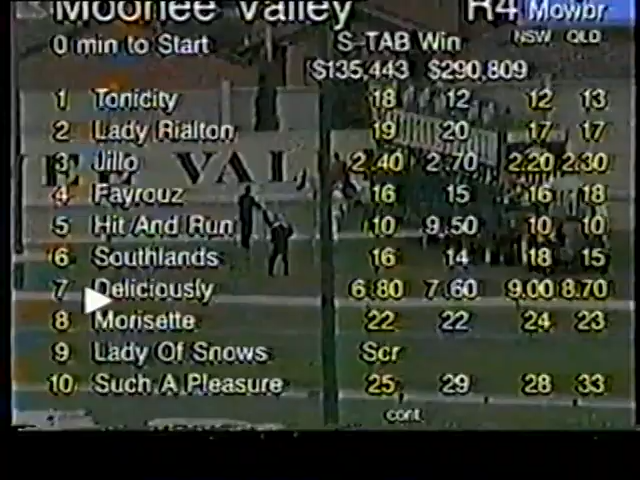 Moonee Valley R4 Mowbr
0 min to Start S-TAB Win NSW QLD
$135,443 $290,809
1 Tonicity 18 12 12 13
2 Lady Rialton 19 20 17 17
3 Jillo 2.40 2.70 2.20 2.30
4 Fayrouz 16 15 16 18
5 Hit And Run 10 9.50 10 10
6 Southlands 16 14 18 15
7 Deliciously 6.80 7.60 9.00 8.70
8 Morisette 22 22 24 23
9 Lady Of Snows Scr
10 Such A Pleasure 25 29 28 33
cont.
VAL